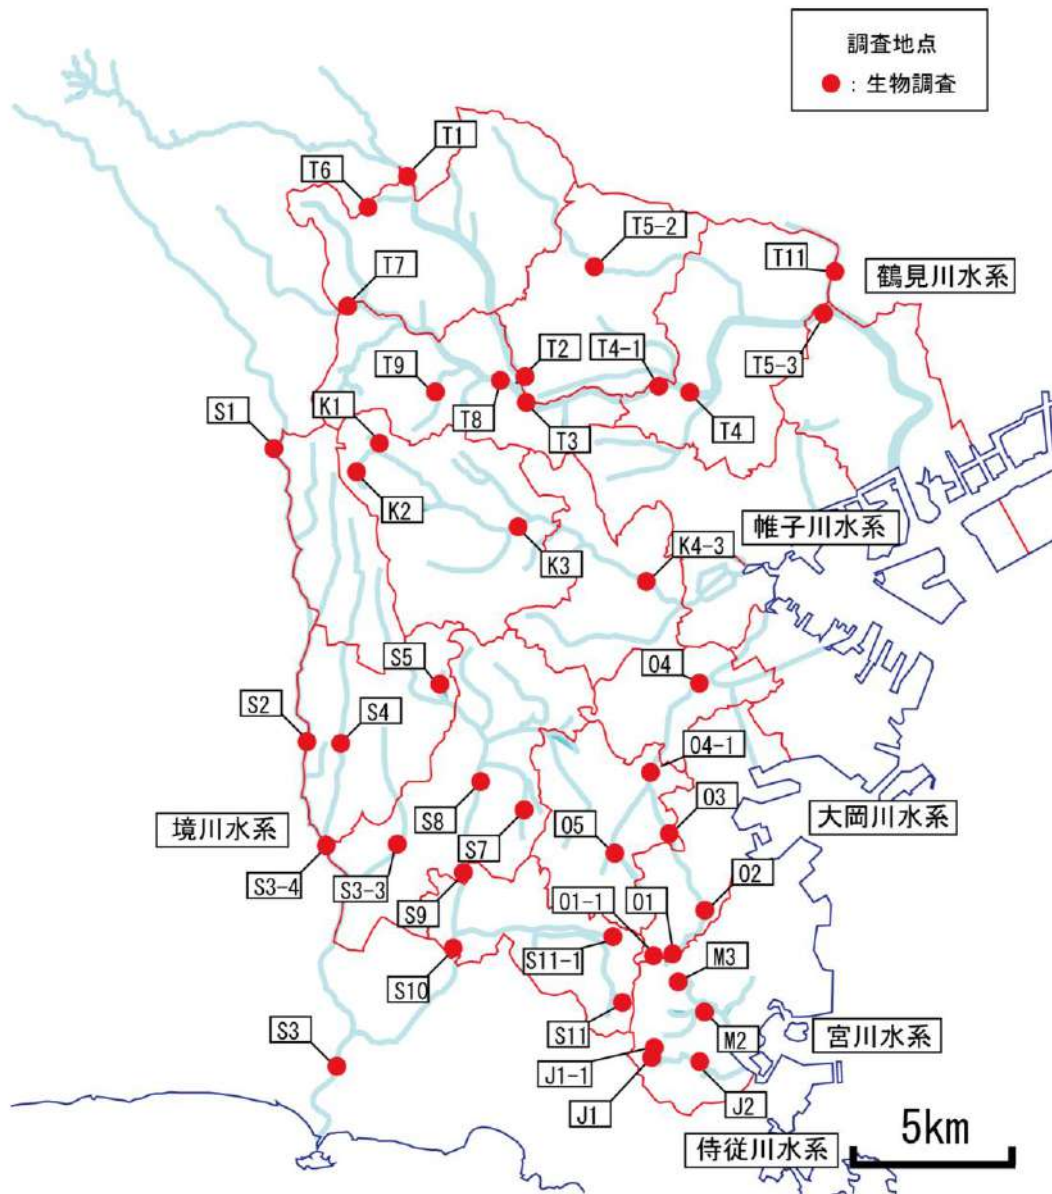 調査地点
●：生物調査
T1
T6
T5-2
T11
鶴見川水系
T7
T2
T4-1
T5-3
T9
T8
T3
T4
S1
K1
K2
K3
帷子川水系
K4-3
S5
O4
S2
S4
O4-1
境川水系
S8
S7
O5
O3
大岡川水系
S3-4
S3-3
S9
O1-1
O1
O2
S11-1
M3
S10
S11
M2
宮川水系
S3
J1-1
J1
J2
侍従川水系
5km